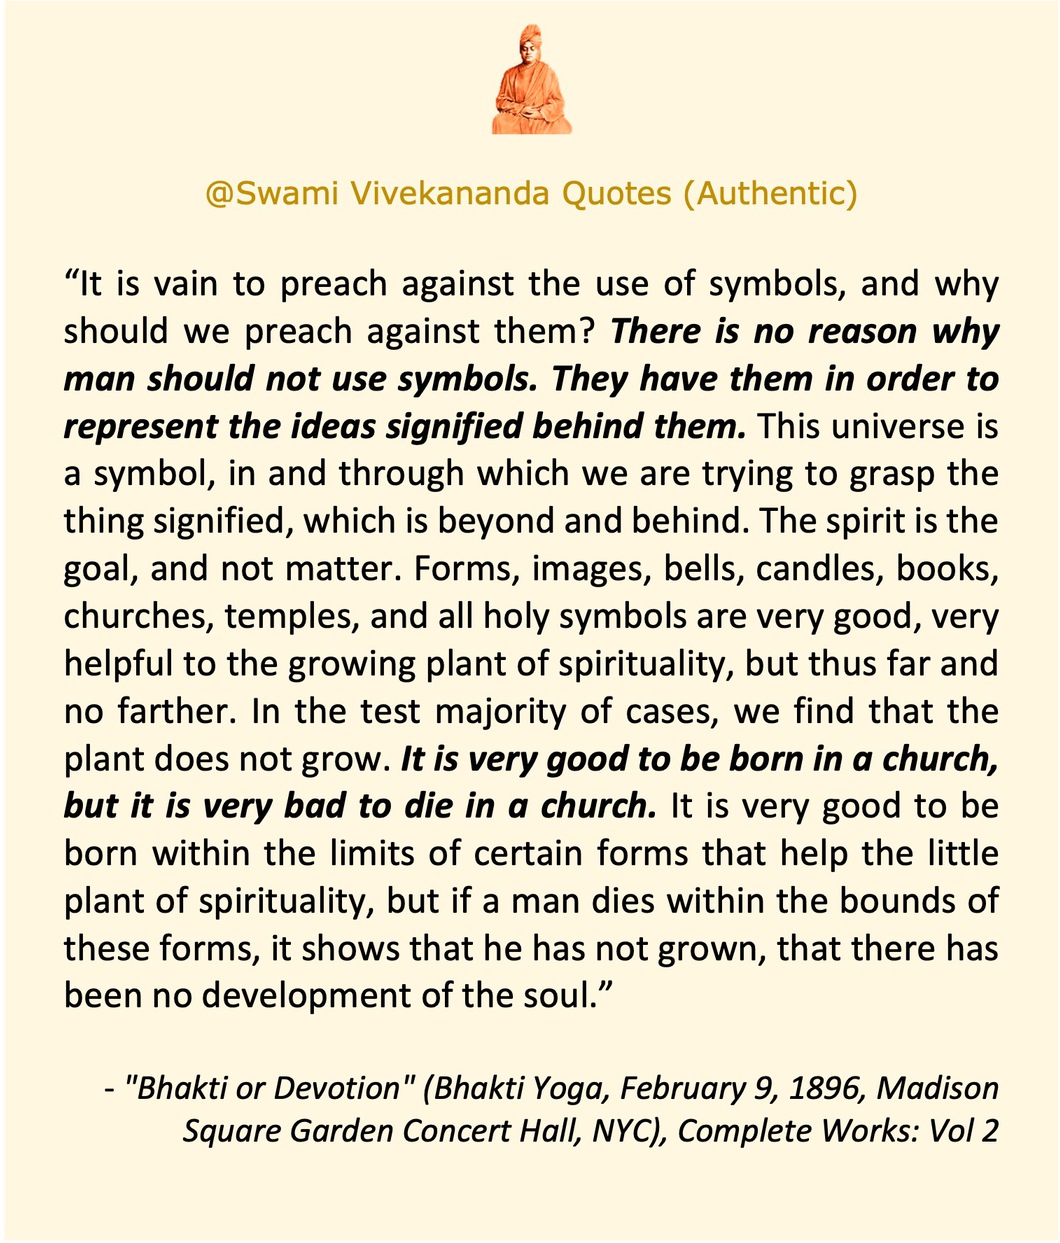 @Swami Vivekananda Quotes (Authentic)
“It is vain to preach against the use of symbols, and why
should we preach against them? There is no reason why
man should not use symbols. They have them in order to
represent the ideas signified behind them. This universe is
a symbol, in and through which we are trying to grasp the
thing signified, which is beyond and behind. The spirit is the
goal, and not matter. Forms, images, bells, candles, books,
churches, temples, and all holy symbols are very good, very
helpful to the growing plant of spirituality, but thus far and
no farther. In the test majority of cases, we find that the
plant does not grow. It is very good to be born in a church,
but it is very bad to die in a church. It is very good to be
born within the limits of certain forms that help the little
plant of spirituality, but if a man dies within the bounds of
these forms, it shows that he has not grown, that there has
been no development of the soul.”
- "Bhakti or Devotion" (Bhakti Yoga, February 9, 1896, Madison
Square Garden Concert Hall, NYC), Complete Works: Vol 2